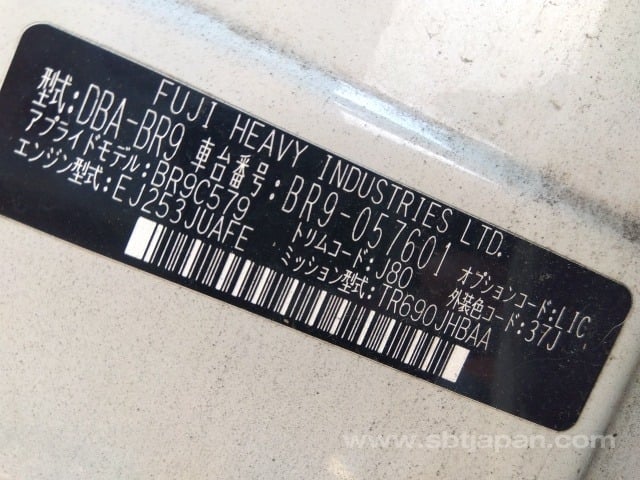 FUJI HEAVY INDUSTRIES LTD.
型式:DBA-BR9 車台番号:BR9-057601
アプライドモデル:BR9C579 トリムコード:J80 オプションコード:LIC
エンジン型式:EJ253JUAFE ミッション型式:TR690JHBAA 外装色コード:37J
www.sbtjapan.com